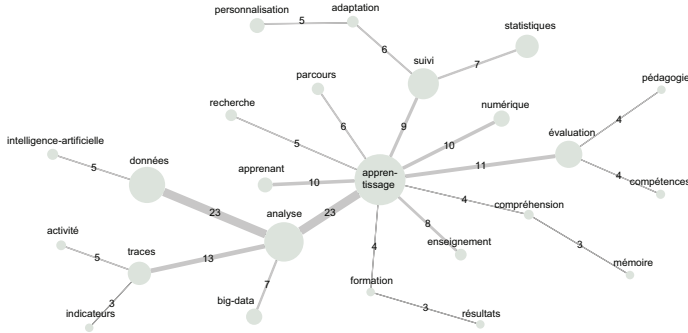 personnalisation
5
adaptation
statistiques
6
suivi
7
parcours
pédagogie
recherche
numérique
9
6
évaluation
4
intelligence-artificielle
5
10
données
11
4
5
apprenant
10
appren-
tissage
compétences
23
analyse
23
4
compréhension
activité
8
traces
enseignement
3
5
13
4
mémoire
7
formation
3
indicateurs
big-data
3
résultats